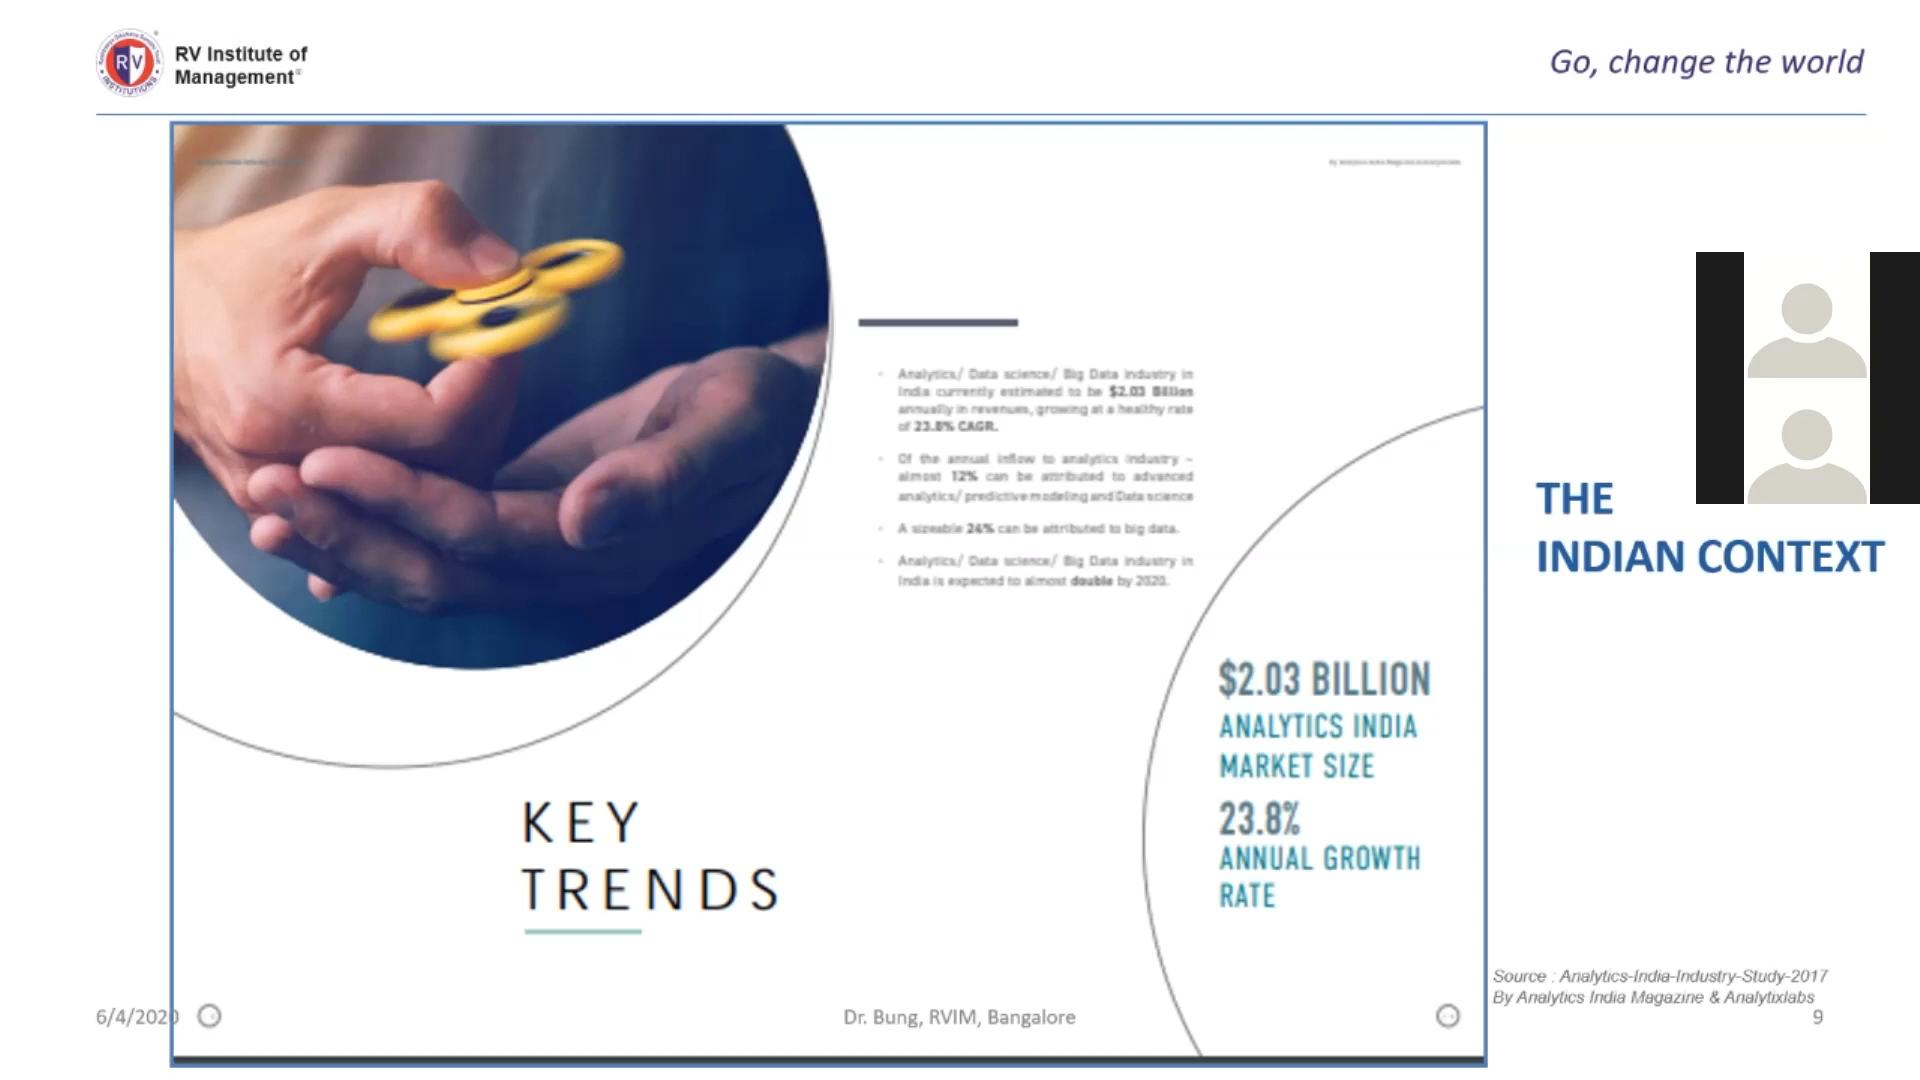 RV Institute of
Management®
Go, change the world
RV
INSTITUTIONS
Analytics/ Data science/ Big Data industry in
India currently estimated to be $2.03 Billion
annually in revenues, growing at a healthy rate
of 23.8% CAGR.
Of the annual inflow to analytics industry –
almost 12% can be attributed to advanced
analytics/ predictive modeling and Data science
A sizeable 24% can be attributed to big data.
Analytics/ Data science/ Big Data industry in
India is expected to almost double by 2020.
THE
INDIAN CONTEXT
$2.03 BILLION
ANALYTICS INDIA
MARKET SIZE
23.8%
ANNUAL GROWTH
RATE
KEY
TRENDS
Source : Analytics-India-Industry-Study-2017
By Analytics India Magazine & Analytixlabs
6/4/2020
Dr. Bung, RVIM, Bangalore
9